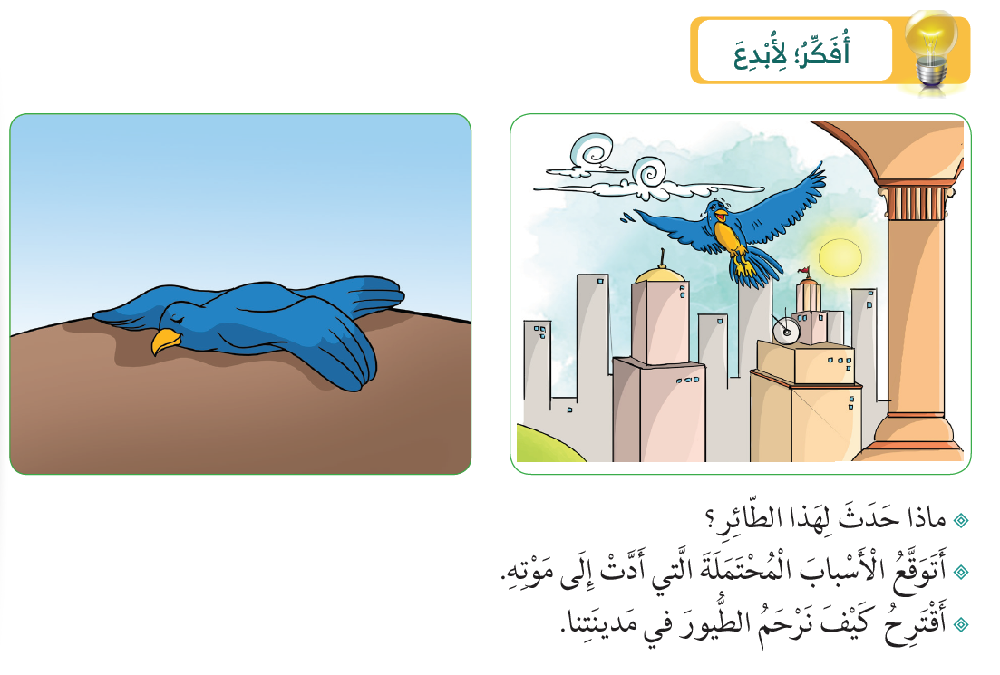 أُفَكِّرُ؛ لِأُبْدِعَ
ماذا حَدَثَ لِهَذا الطّائِرِ؟
أَتَوَقَّعُ الْأَسْبابَ الْمُحْتَمَلَةَ الَّتي أَدَّتْ إِلَى مَوْتِهِ.
أَقْتَرِحُ كَيْفَ نَرْحَمُ الطُّيورَ في مَدينَتِنا.